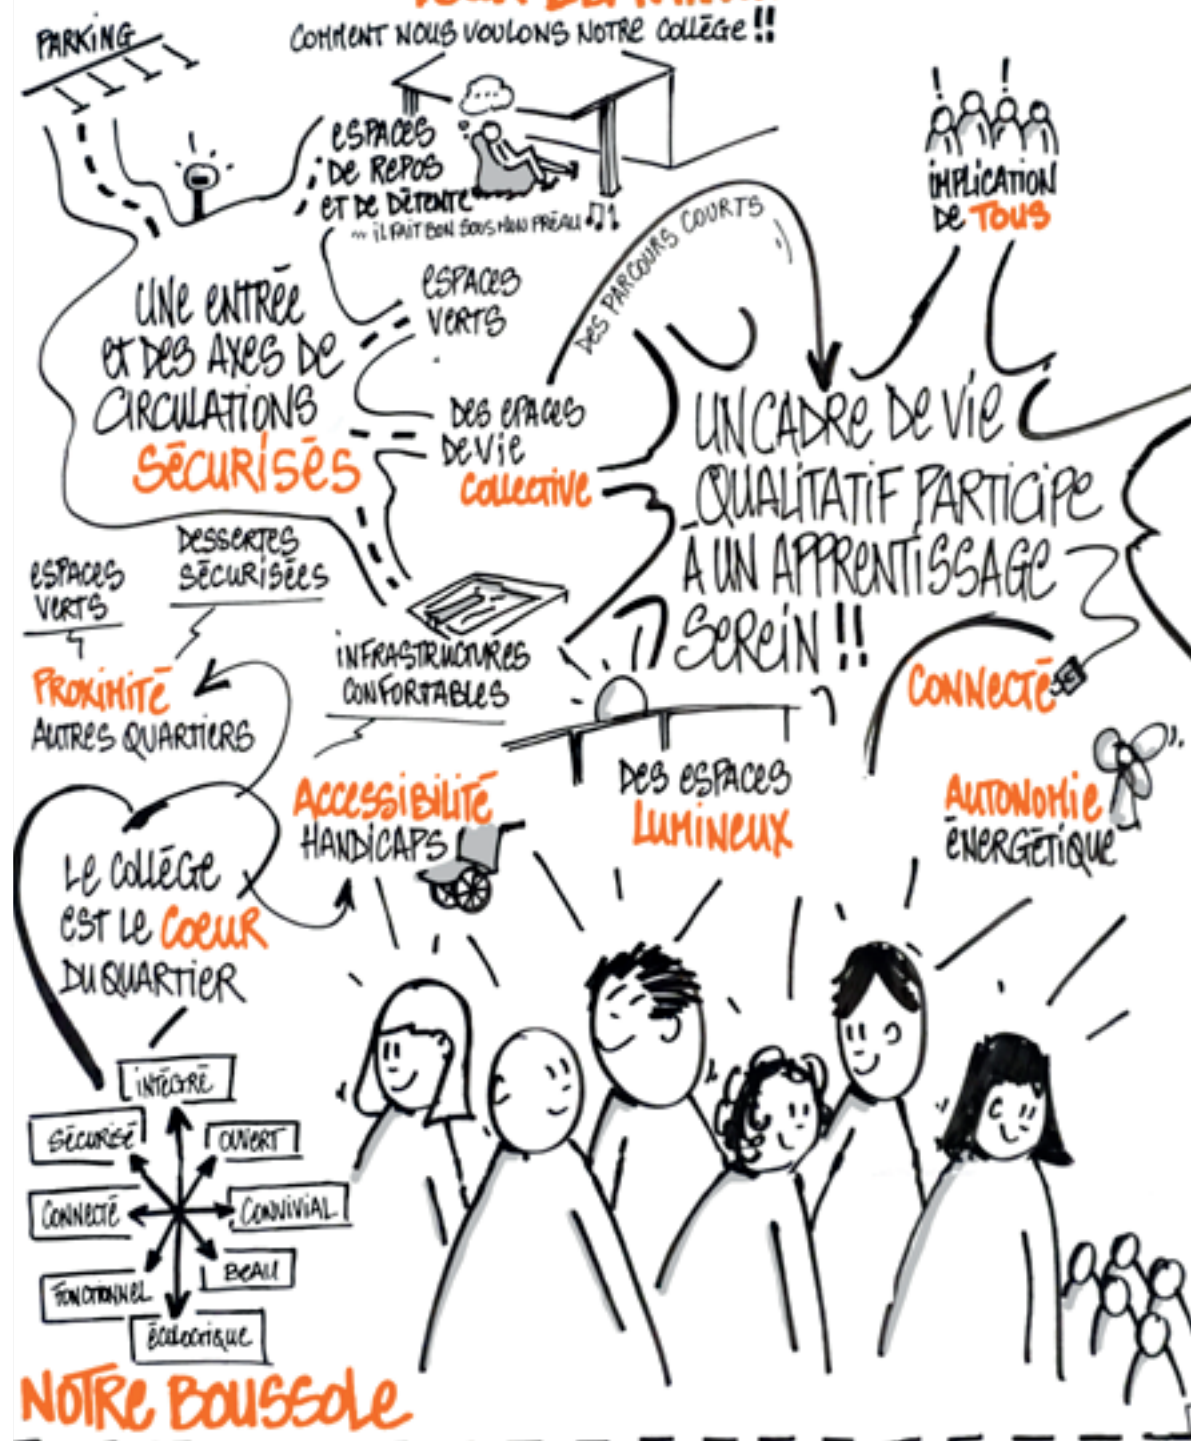 COMMENT NOUS VOULONS NOTRE COLLÈGE !!
PARKING
ESPACES
DE REPOS
ET DE DÉTENTE
~ iL FAIT BON SOUS MON PRÉAU
IMPLICATION
DE TOUS
DES PARCOURS COURTS
UNE ENTRÉE
ET DES AXES DE
CIRCULATIONS
SÉCURISÉS
ESPACES
VERTS
DES EPACES
DE VIE
COLLECTIVE
UN CADRE DE VIE
QUALITATIF PARTICIPE
À UN APPRENTISSAGE
SEREIN !!
DESSERTES
SÉCURISÉES
ESPACES
VERTS
PROXIMITÉ
AUTRES QUARTIERS
INFRASTRUCTURES
CONFORTABLES
ACCESSIBILITÉ
HANDICAPS
DES ESPACES
LUMINEUX
CONNECTÉ
AUTONOMIE
ÉNERGÉTIQUE
LE COLLÈGE
EST LE COEUR
DU QUARTIER
INTÉGRÉ
SÉCURISÉ
OUVERT
CONNECTÉ
CONVIVIAL
FONCTIONNEL
BEAU
ÉCOLOGIQUE
NOTRE BOUSSOLE